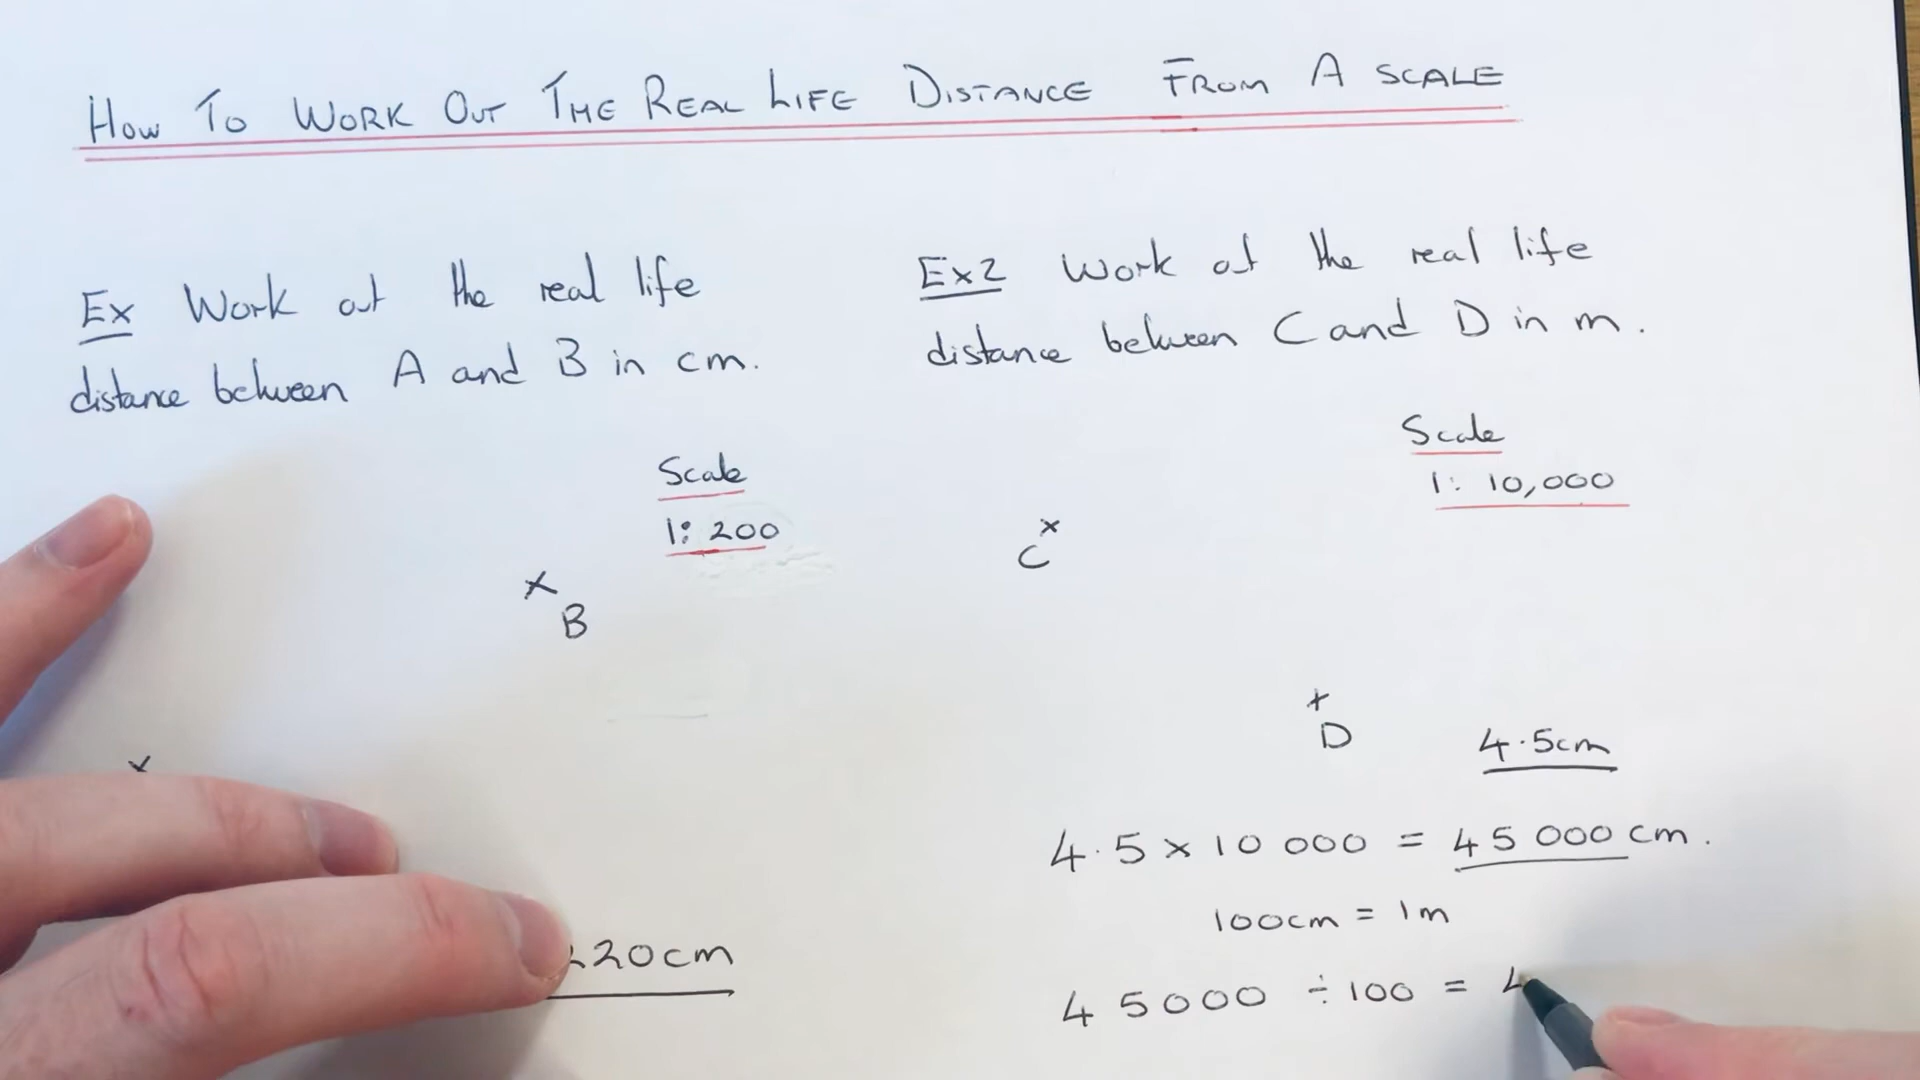 HOW TO WORK OUT THE REAL LIFE DISTANCE FROM A SCALE
Ex Work out the real life
distance between A and B in cm.
Scale
1: 200
x
B
x
220cm
Ex2 Work out the real life
distance between C and D in m.
Scale
1: 10,000
x
C
+
D
4.5cm
4.5 x 10 000 = 45 000 cm.
100cm = 1m
45000 ÷ 100 = 4